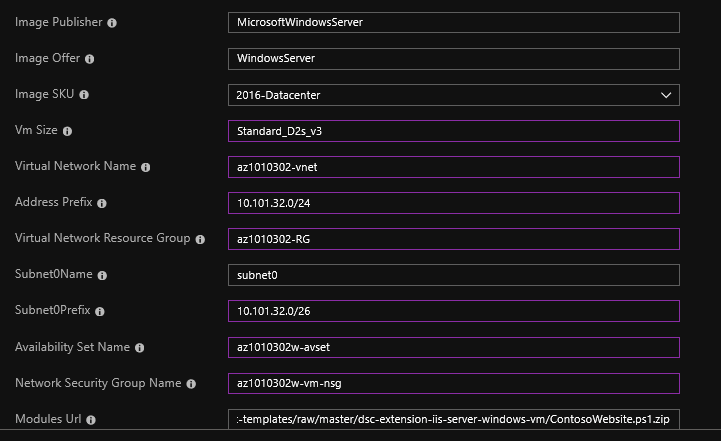 Image Publisher MicrosoftWindowsServer
Image Offer WindowsServer
Image SKU 2016-Datacenter
Vm Size Standard_D2s_v3
Virtual Network Name az1010302-vnet
Address Prefix 10.101.32.0/24
Virtual Network Resource Group az1010302-RG
Subnet0Name subnet0
Subnet0Prefix 10.101.32.0/26
Availability Set Name az1010302w-avset
Network Security Group Name az1010302w-vm-nsg
Modules Url :-templates/raw/master/dsc-extension-iis-server-windows-vm/ContosoWebsite.ps1.zip